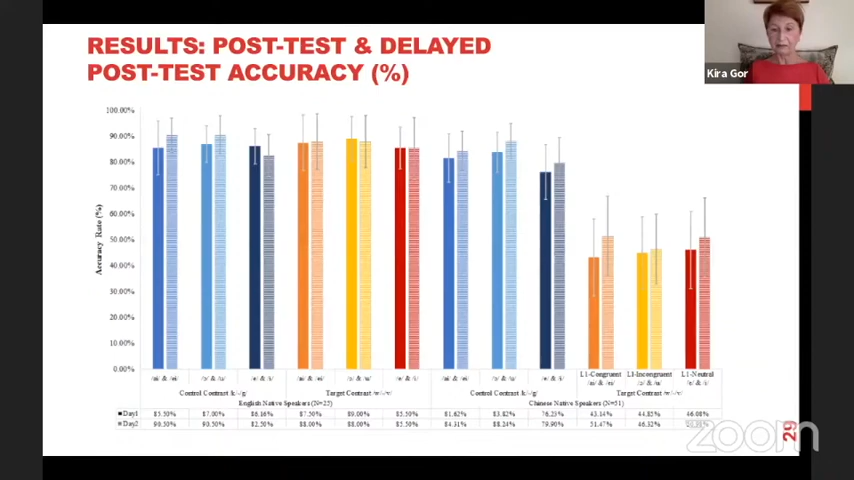 RESULTS: POST-TEST & DELAYED
POST-TEST ACCURACY (%)
Kira Gor
100.00%
90.00%
80.00%
70.00%
60.00%
50.00%
40.00%
30.00%
20.00%
10.00%
0.00%
Accuracy Rate (%)
L1-Congruent L1-Incongruent L1-Neutral
Control Contrast Target Contrast Control Contrast Target Contrast
English Native Speakers (N=25) Chinese Native Speakers (N=51)
Day1 85.50% 87.00% 86.16% 87.50% 89.00% 85.50% 81.62% 83.82% 76.23% 43.14% 44.85% 46.08%
Day2 90.50% 90.50% 82.50% 88.00% 88.00% 85.50% 84.31% 88.24% 79.90% 51.47% 46.32%
29
zoom